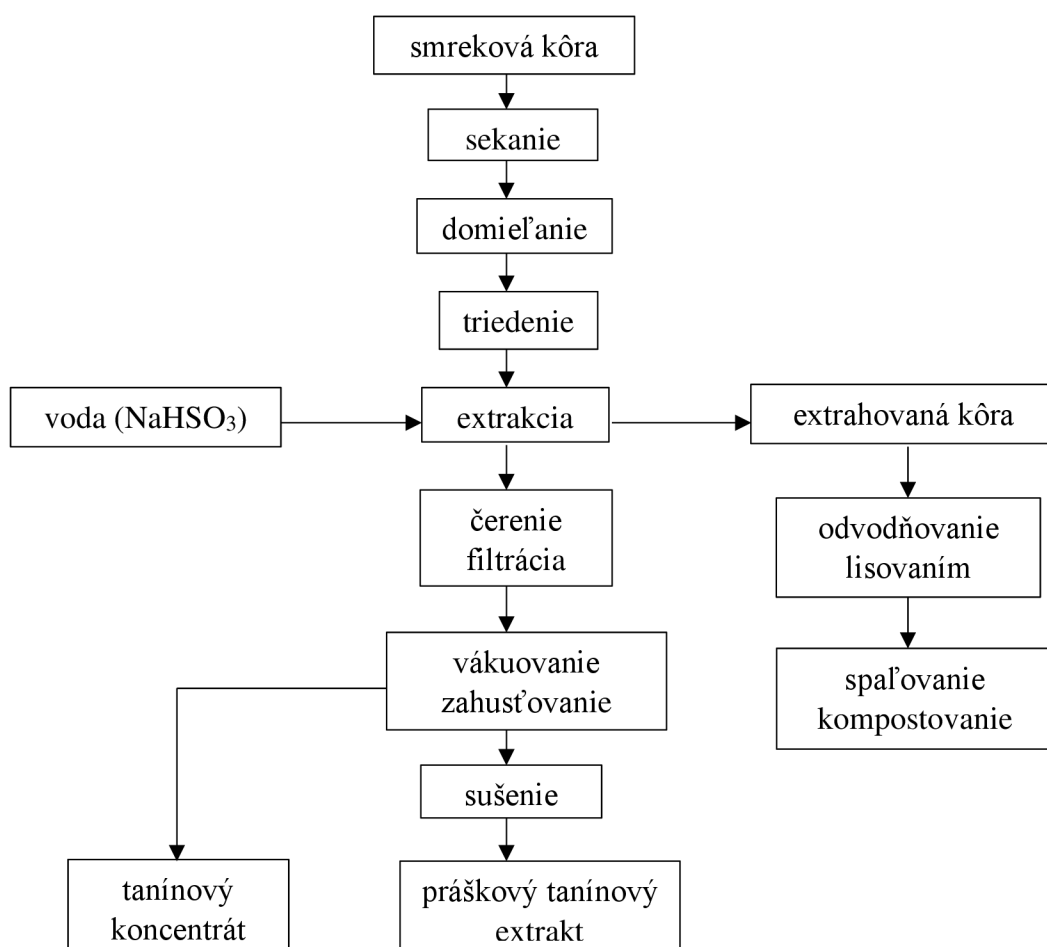 smreková kôra
sekanie
domieľanie
triedenie
voda (NaHSO₃)
extrakcia
extrahovaná kôra
čerenie
filtrácia
odvodňovanie
lisovaním
vákuovanie
zahusťovanie
spaľovanie
kompostovanie
sušenie
tanínový
koncentrát
práškový tanínový
extrakt